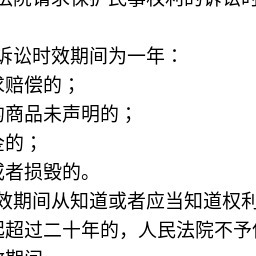 法院请求保护民事权利的诉讼时
诉讼时效期间为一年：
求赔偿的；
的商品未声明的；
金的；
或者损毁的。
效期间从知道或者应当知道权利
起超过二十年的，人民法院不予